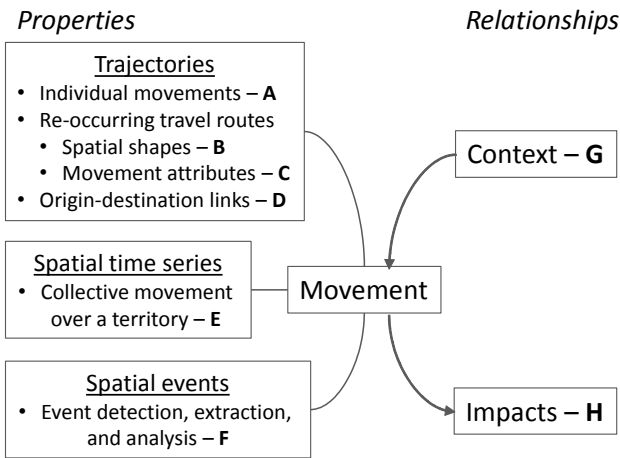 Properties
Relationships
Trajectories
• Individual movements – A
• Re-occurring travel routes
• Spatial shapes – B
• Movement attributes – C
• Origin-destination links – D
Spatial time series
• Collective movement
over a territory – E
Spatial events
• Event detection, extraction,
and analysis – F
Movement
Context – G
Impacts – H